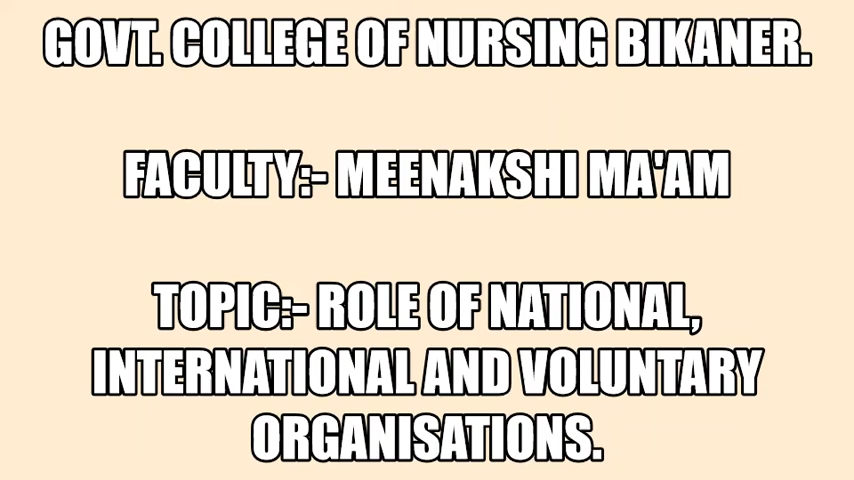 GOVT. COLLEGE OF NURSING BIKANER.
FACULTY:- MEENAKSHI MA'AM
TOPIC:- ROLE OF NATIONAL,
INTERNATIONAL AND VOLUNTARY
ORGANISATIONS.